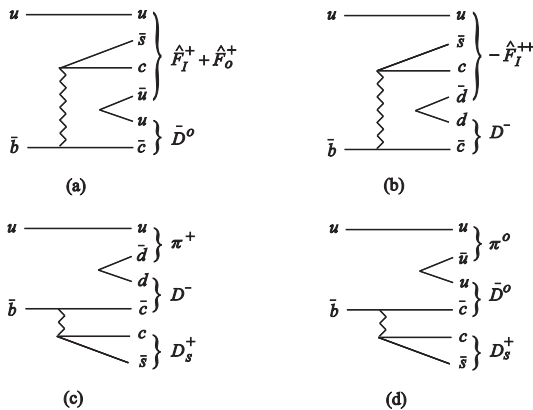 u u
s̄
c
ū
u
b̄ c̄
F̂_I^+ + F̂_o^+
D̄^o
(a)
u u
s̄
c
d̄
d
b̄ c̄
– F̂_I^++
D^-
(b)
u u
d̄
d
b̄ c̄
c
s̄
π^+
D^-
D_s^+
(c)
u u
ū
u
b̄ c̄
c
s̄
π^o
D̄^o
D_s^+
(d)